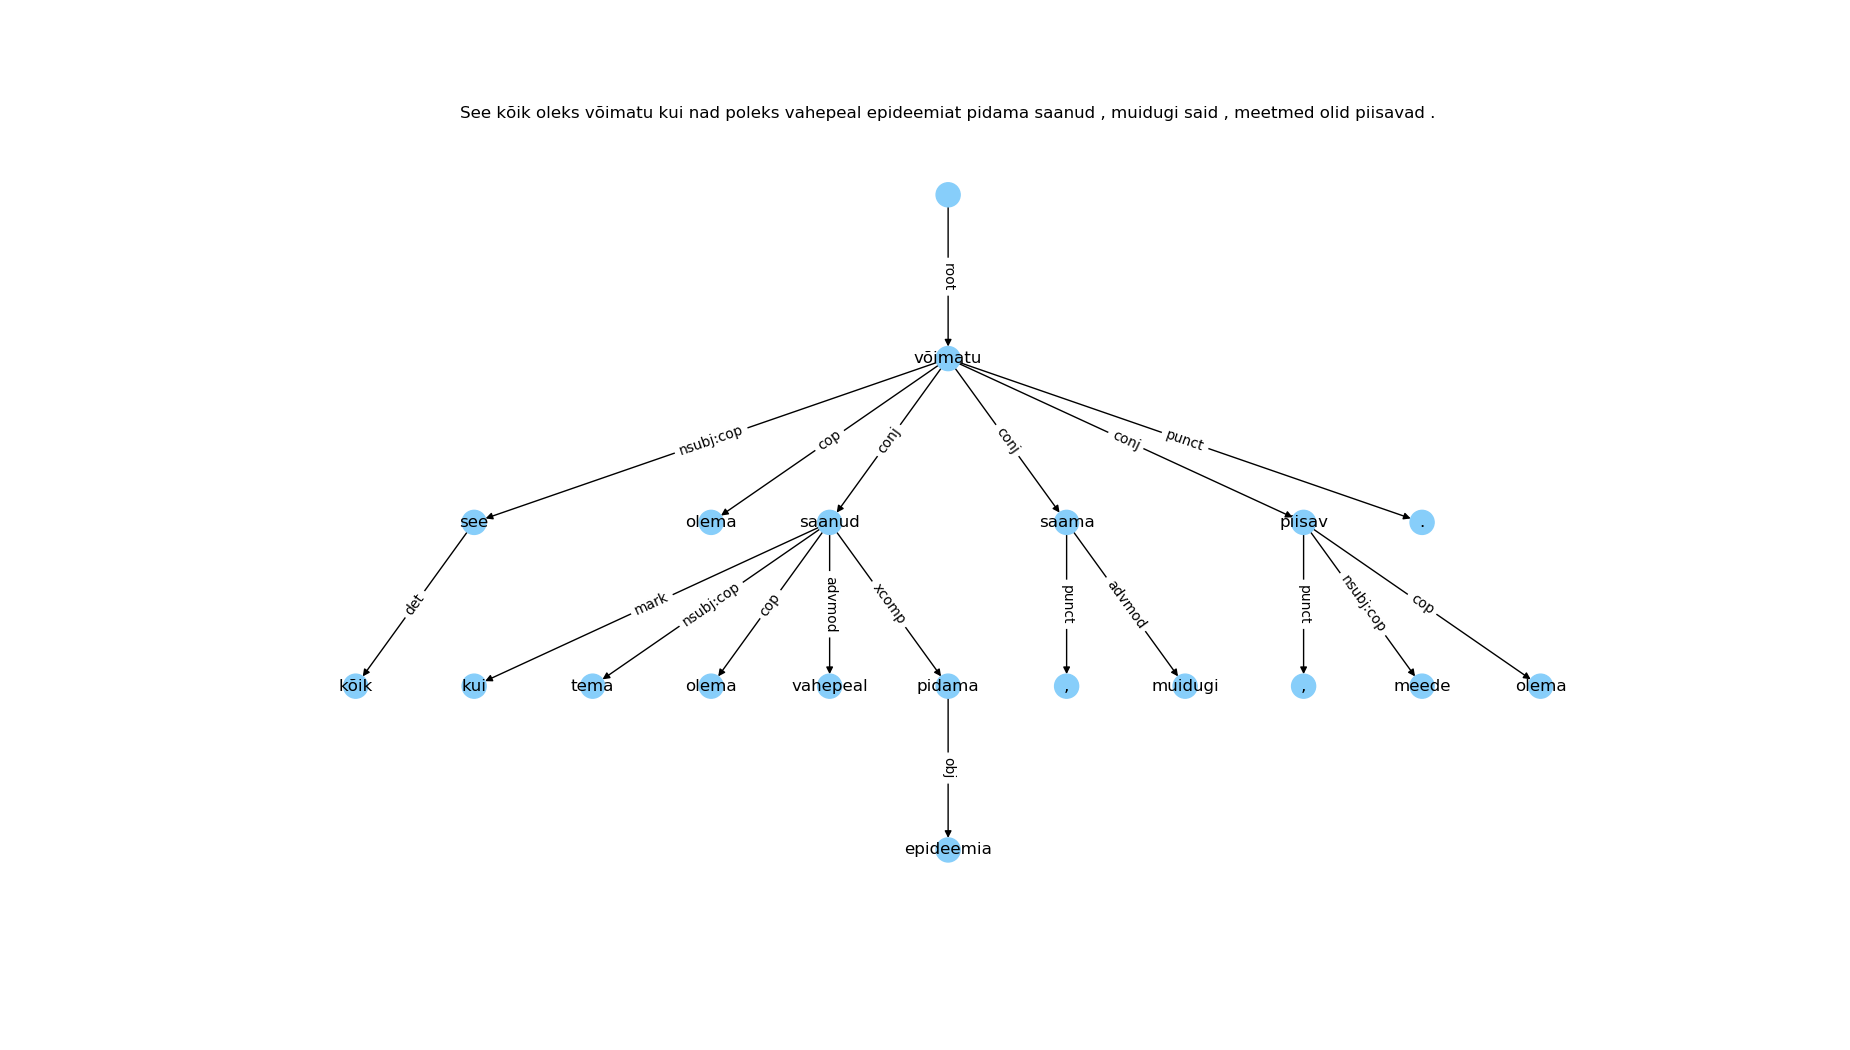 See kõik oleks võimatu kui nad poleks vahepeal epideemiat pidama saanud , muidugi said , meetmed olid piisavad .
root
võimatu
nsubj:cop cop conj conj conj punct
see olema saanud saama piisav .
det mark nsubj:cop cop advmod xcomp punct advmod punct nsubj:cop cop
kõik kui tema olema vahepeal pidama , muidugi , meede olema
obj
epideemia